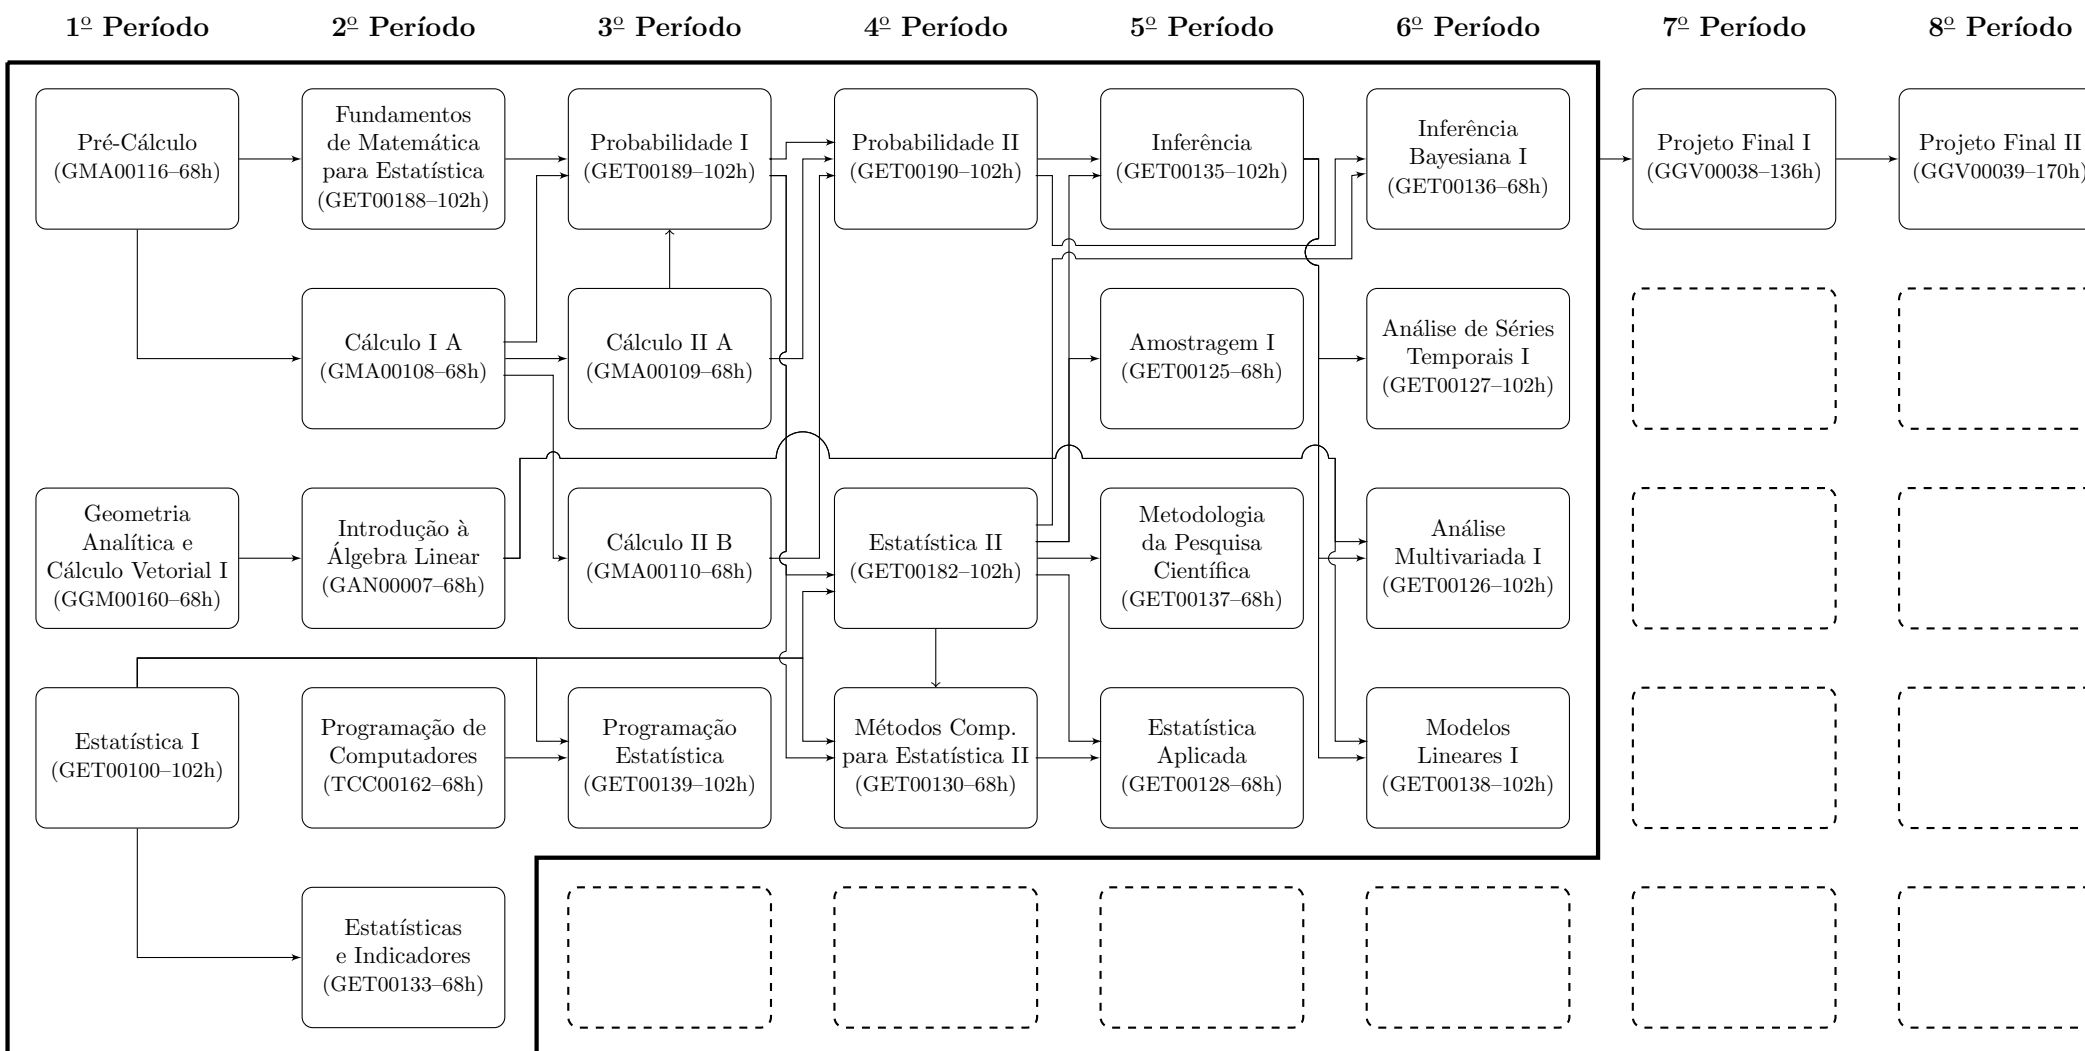 1º Período
2º Período
3º Período
4º Período
5º Período
6º Período
7º Período
8º Período
Pré-Cálculo
(GMA00116–68h)
Fundamentos
de Matemática
para Estatística
(GET00188–102h)
Probabilidade I
(GET00189–102h)
Probabilidade II
(GET00190–102h)
Inferência
(GET00135–102h)
Inferência
Bayesiana I
(GET00136–68h)
Projeto Final I
(GGV00038–136h)
Projeto Final II
(GGV00039–170h)
Cálculo I A
(GMA00108–68h)
Cálculo II A
(GMA00109–68h)
Amostragem I
(GET00125–68h)
Análise de Séries
Temporais I
(GET00127–102h)
Geometria
Analítica e
Cálculo Vetorial I
(GGM00160–68h)
Introdução à
Álgebra Linear
(GAN00007–68h)
Cálculo II B
(GMA00110–68h)
Estatística II
(GET00182–102h)
Metodologia
da Pesquisa
Científica
(GET00137–68h)
Análise
Multivariada I
(GET00126–102h)
Estatística I
(GET00100–102h)
Programação de
Computadores
(TCC00162–68h)
Programação
Estatística
(GET00139–102h)
Métodos Comp.
para Estatística II
(GET00130–68h)
Estatística
Aplicada
(GET00128–68h)
Modelos
Lineares I
(GET00138–102h)
Estatísticas
e Indicadores
(GET00133–68h)